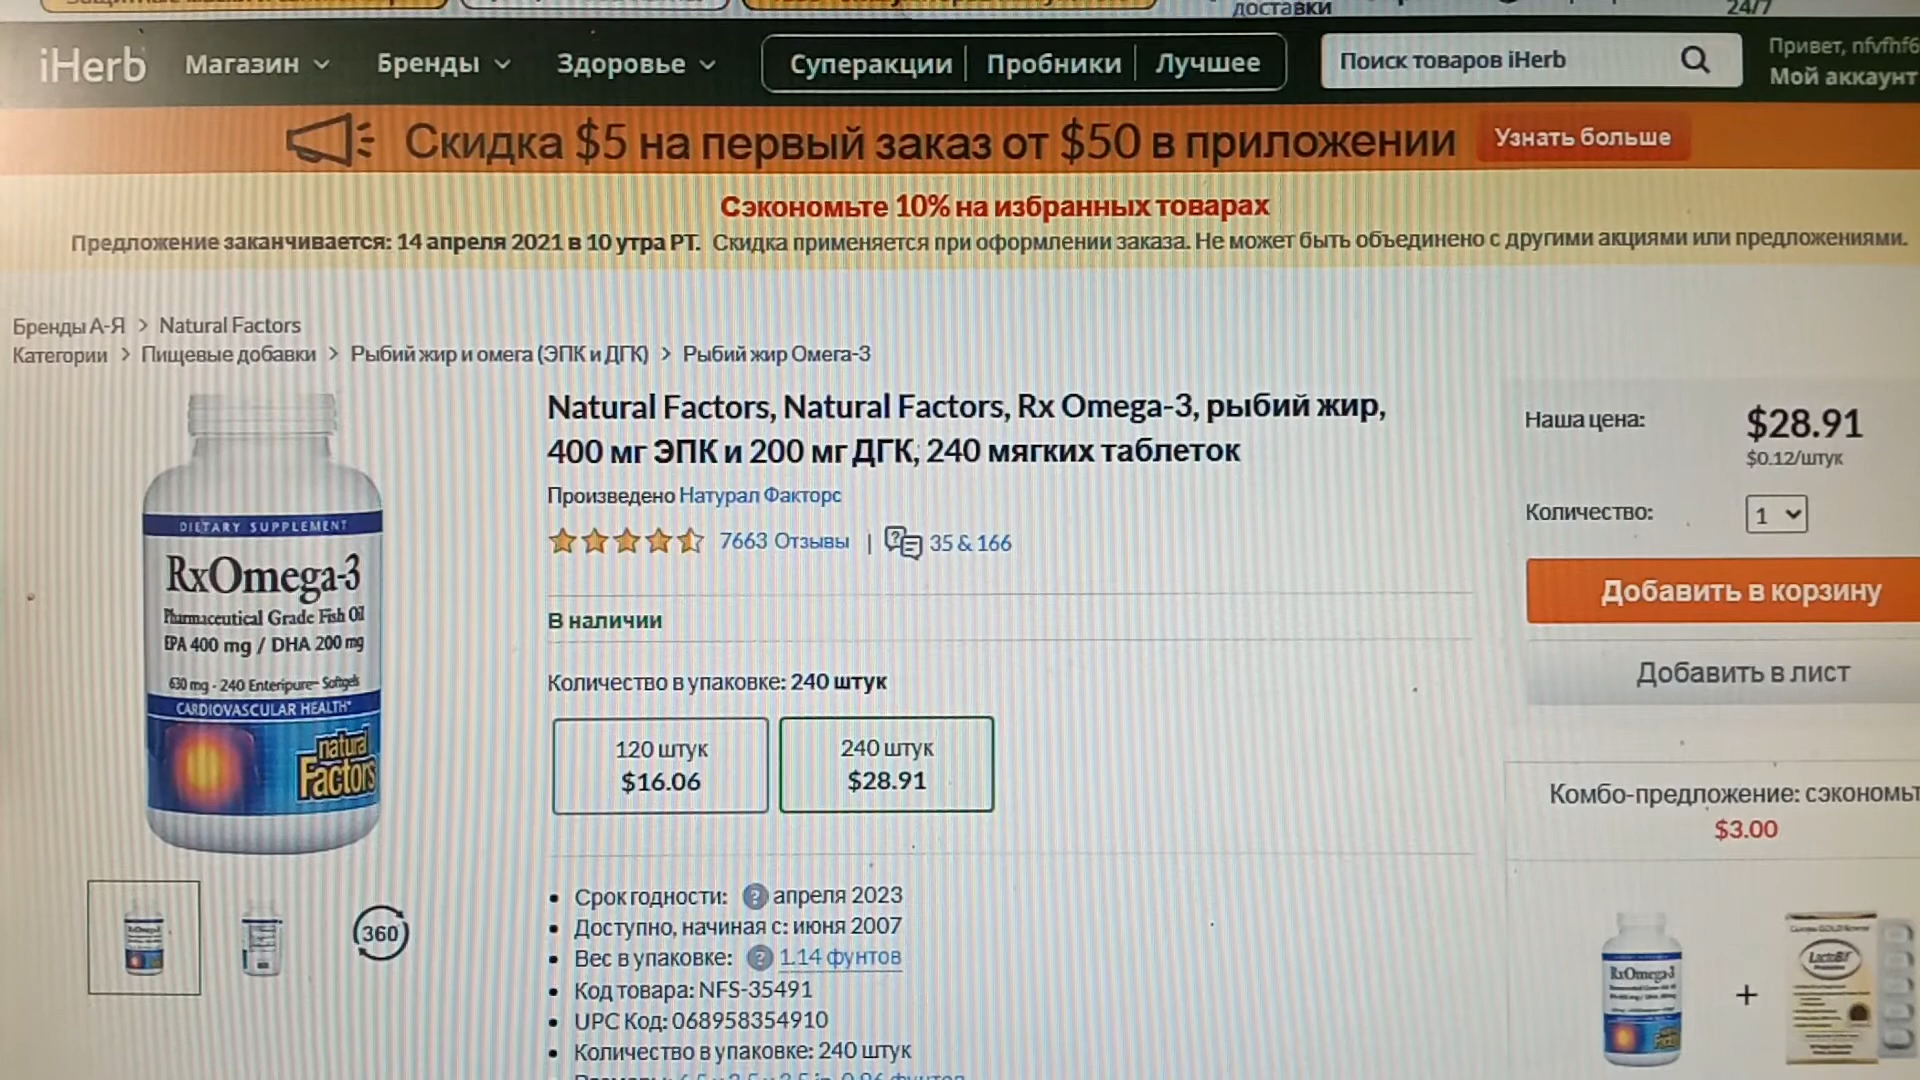 доставки
24/7
iHerb
Магазин
Бренды
Здоровье
Суперакции
Пробники
Лучшее
Поиск товаров iHerb
Привет, nfvfhf6
Мой аккаунт
Скидка $5 на первый заказ от $50 в приложении
Узнать больше
Сэкономьте 10% на избранных товарах
Предложение заканчивается: 14 апреля 2021 в 10 утра PT. Скидка применяется при оформлении заказа. Не может быть объединено с другими акциями или предложениями.
Бренды А-Я > Natural Factors
Категории > Пищевые добавки > Рыбий жир и омега (ЭПК и ДГК) > Рыбий жир Омега-3
DIETARY SUPPLEMENT
RxOmega-3
Pharmaceutical Grade Fish Oil
EPA 400 mg / DHA 200 mg
630 mg - 240 Enteripure Softgels
CARDIOVASCULAR HEALTH*
natural
Factors
360
Natural Factors, Natural Factors, Rx Omega-3, рыбий жир,
400 мг ЭПК и 200 мг ДГК, 240 мягких таблеток
Произведено Натурал Факторс
7663 Отзывы | 35 & 166
В наличии
Количество в упаковке: 240 штук
120 штук
$16.06
240 штук
$28.91
Срок годности: ? апреля 2023
Доступно, начиная с: июня 2007
Вес в упаковке: ? 1.14 фунтов
Код товара: NFS-35491
UPC Код: 068958354910
Количество в упаковке: 240 штук
Наша цена:
$28.91
$0.12/штук
Количество:
1
Добавить в корзину
Добавить в лист
Комбо-предложение: сэкономьт
$3.00
RxOmega-3
+
LactoBif